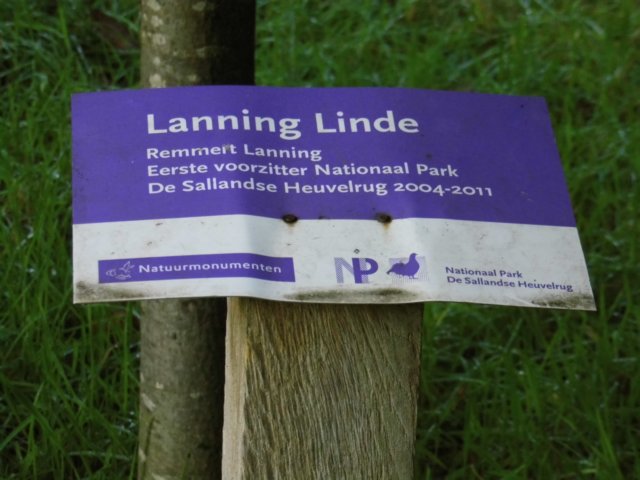 Lanning Linde
Remmert Lanning
Eerste voorzitter Nationaal Park
De Sallandse Heuvelrug 2004-2011
Natuurmonumenten
NP
Nationaal Park
De Sallandse Heuvelrug